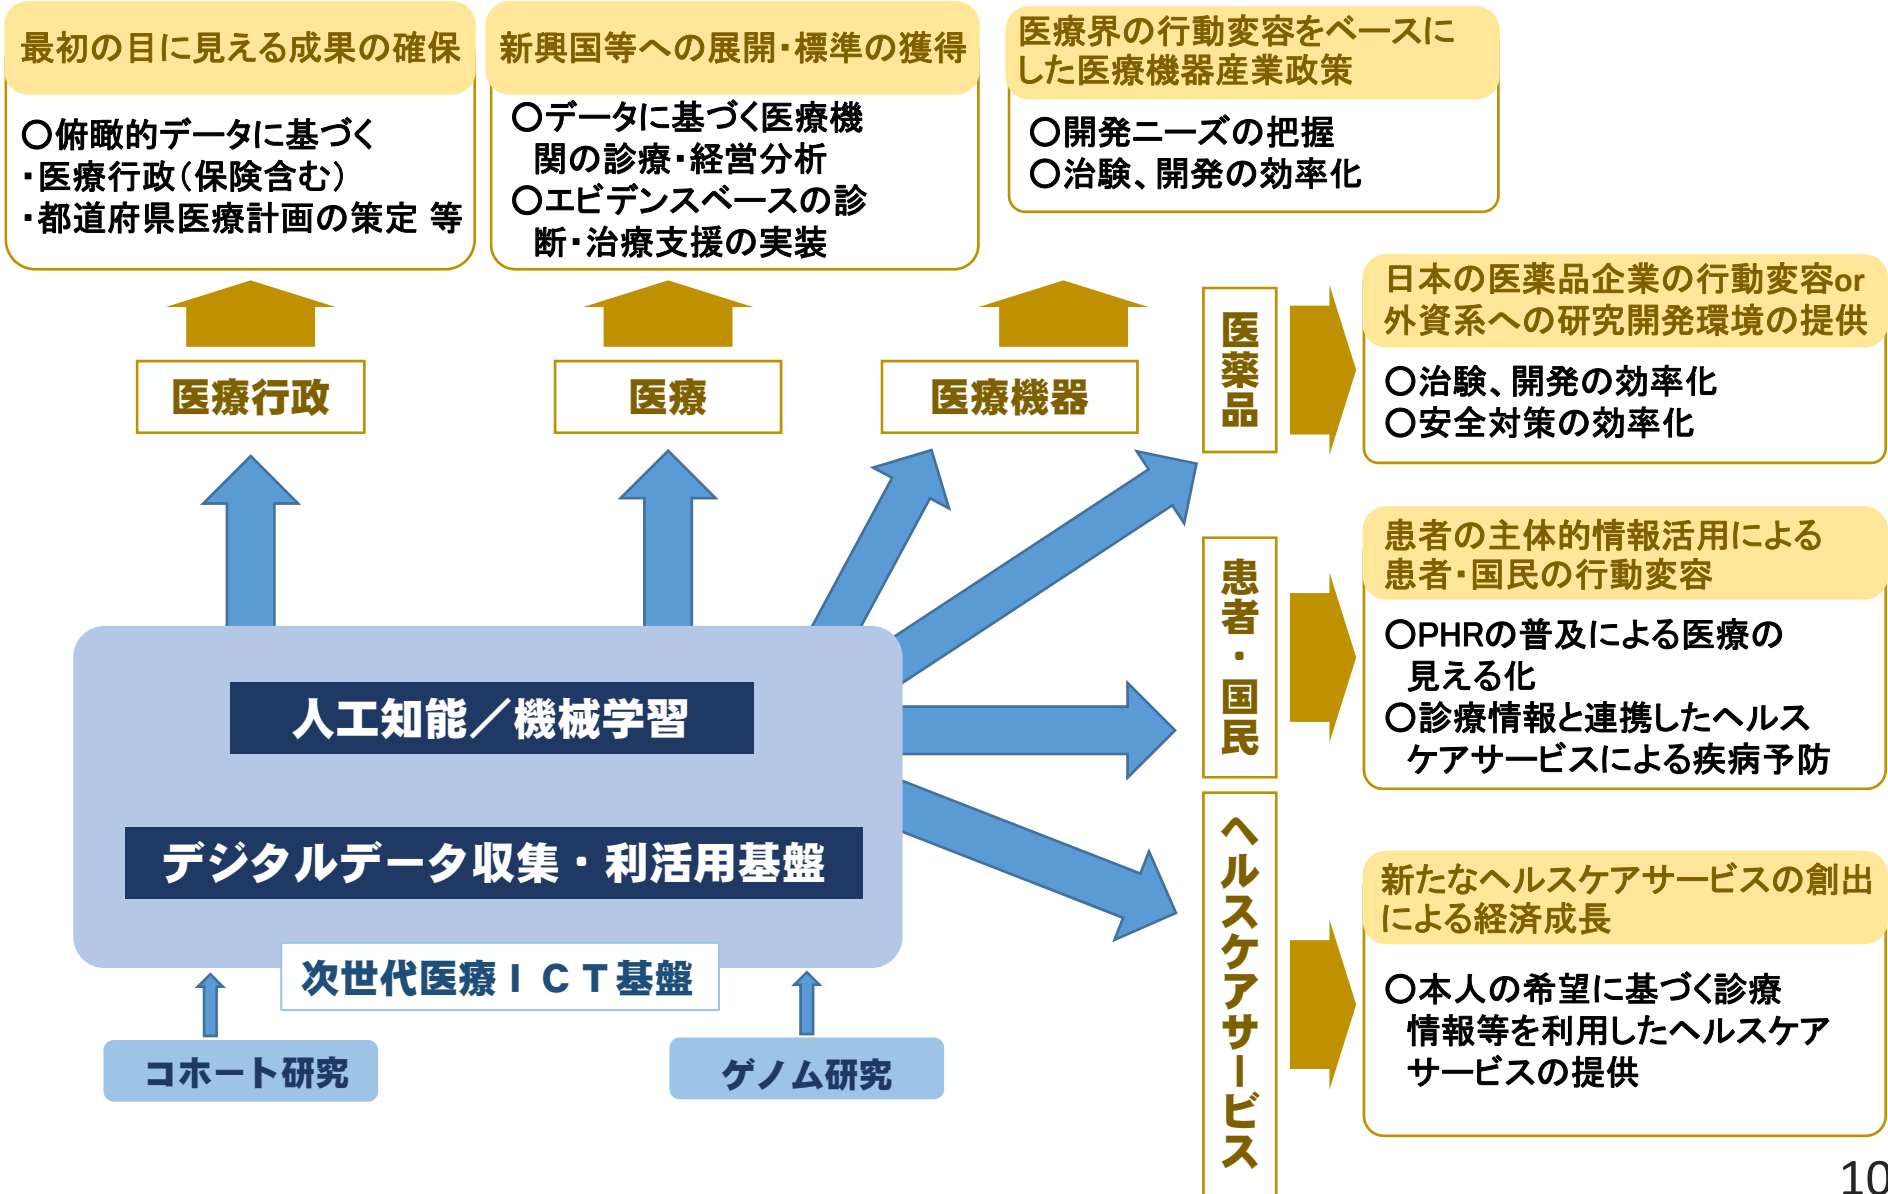 最初の目に見える成果の確保
〇俯瞰的データに基づく
・医療行政（保険含む）
・都道府県医療計画の策定 等
新興国等への展開・標準の獲得
〇データに基づく医療機
関の診療・経営分析
〇エビデンスベースの診
断・治療支援の実装
医療界の行動変容をベースに
した医療機器産業政策
〇開発ニーズの把握
〇治験、開発の効率化
医療行政
医療
医療機器
医薬品
日本の医薬品企業の行動変容or
外資系への研究開発環境の提供
〇治験、開発の効率化
〇安全対策の効率化
患者・国民
患者の主体的情報活用による
患者・国民の行動変容
〇PHRの普及による医療の
見える化
〇診療情報と連携したヘルス
ケアサービスによる疾病予防
ヘルスケアサービス
新たなヘルスケアサービスの創出
による経済成長
〇本人の希望に基づく診療
情報等を利用したヘルスケア
サービスの提供
人工知能／機械学習
デジタルデータ収集・利活用基盤
次世代医療ＩＣＴ基盤
コホート研究
ゲノム研究
10